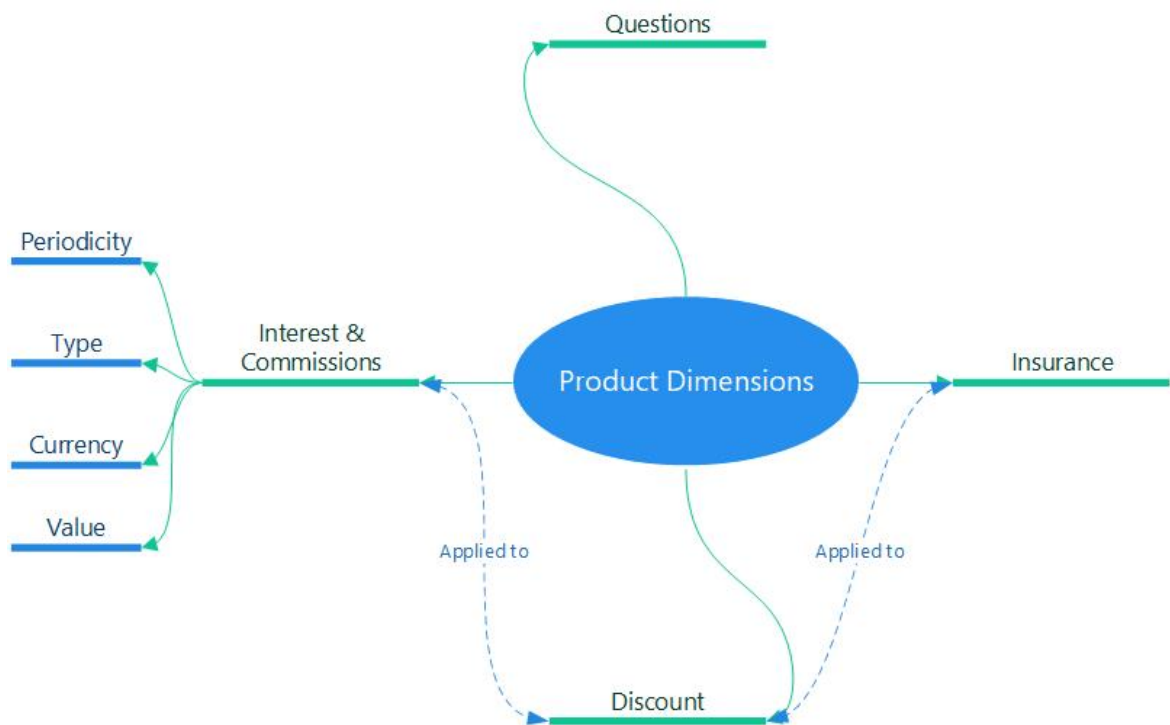 Questions
Periodicity
Type
Interest &
Commissions
Product Dimensions
Insurance
Currency
Value
Applied to
Applied to
Discount